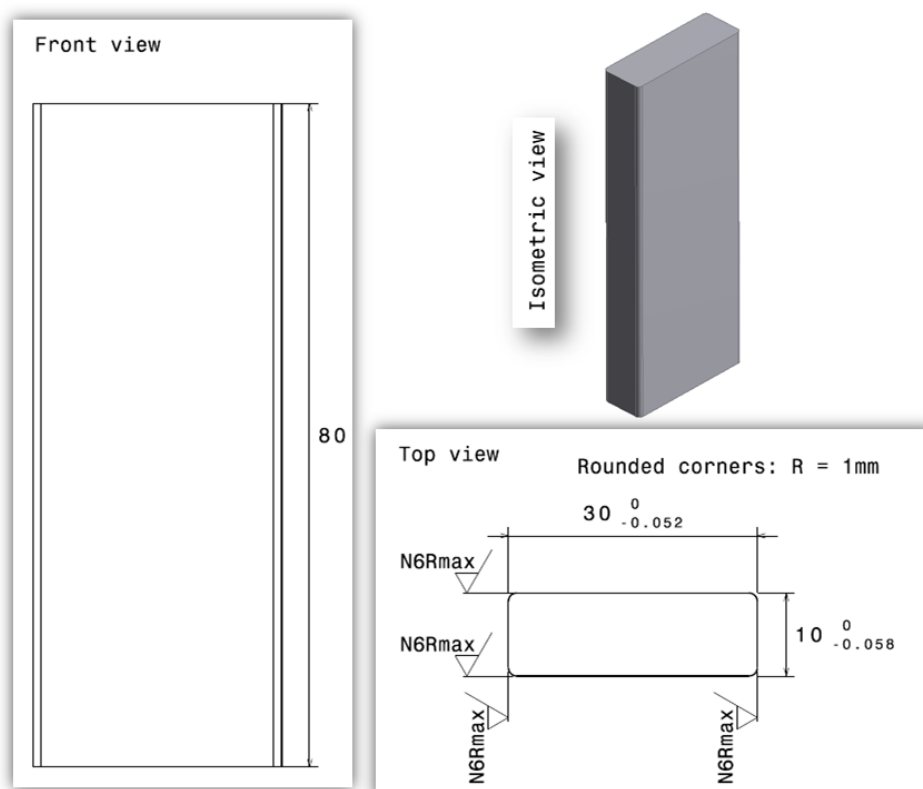 Front view
80
Isometric view
Top view
Rounded corners: R = 1mm
30 0 -0.052
N6Rmax
N6Rmax
10 0 -0.058
N6Rmax
N6Rmax